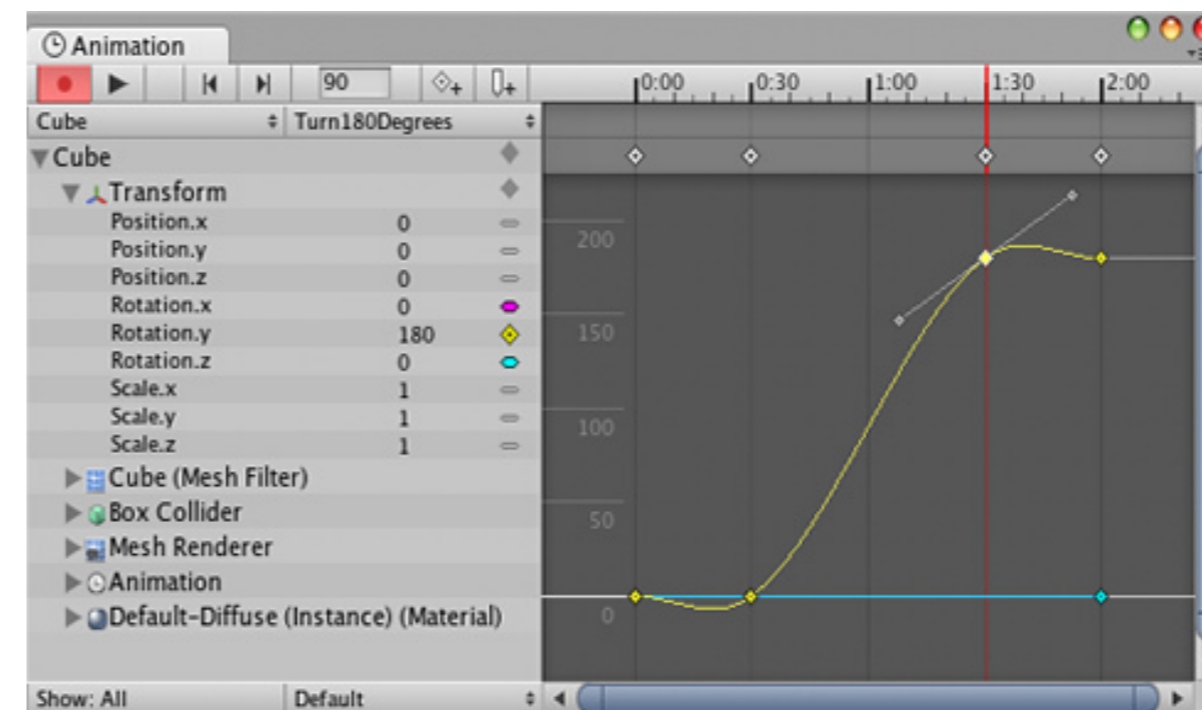 Animation
90 0:00 0:30 1:00 1:30 2:00
Cube Turn180Degrees
Cube
Transform
Position.x 0
Position.y 0
Position.z 0
Rotation.x 0
Rotation.y 180
Rotation.z 0
Scale.x 1
Scale.y 1
Scale.z 1
Cube (Mesh Filter)
Box Collider
Mesh Renderer
Animation
Default-Diffuse (Instance) (Material)
200
150
100
50
0
Show: All Default